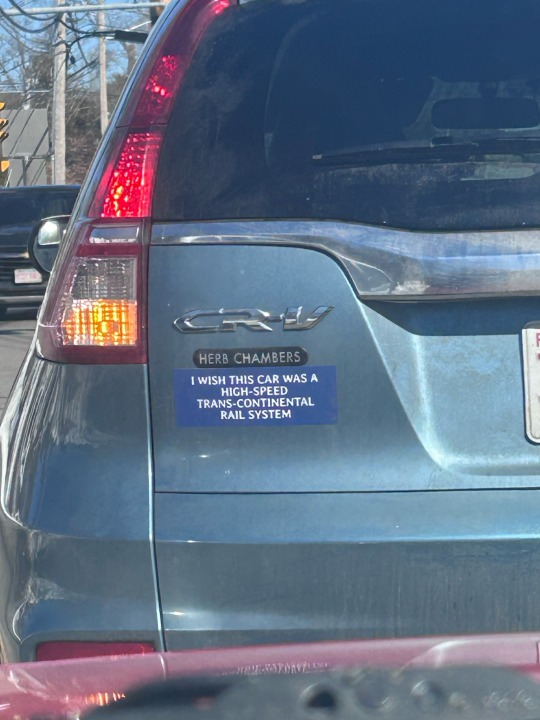 CR-V
HERB CHAMBERS
I WISH THIS CAR WAS A
HIGH-SPEED
TRANS-CONTINENTAL
RAIL SYSTEM